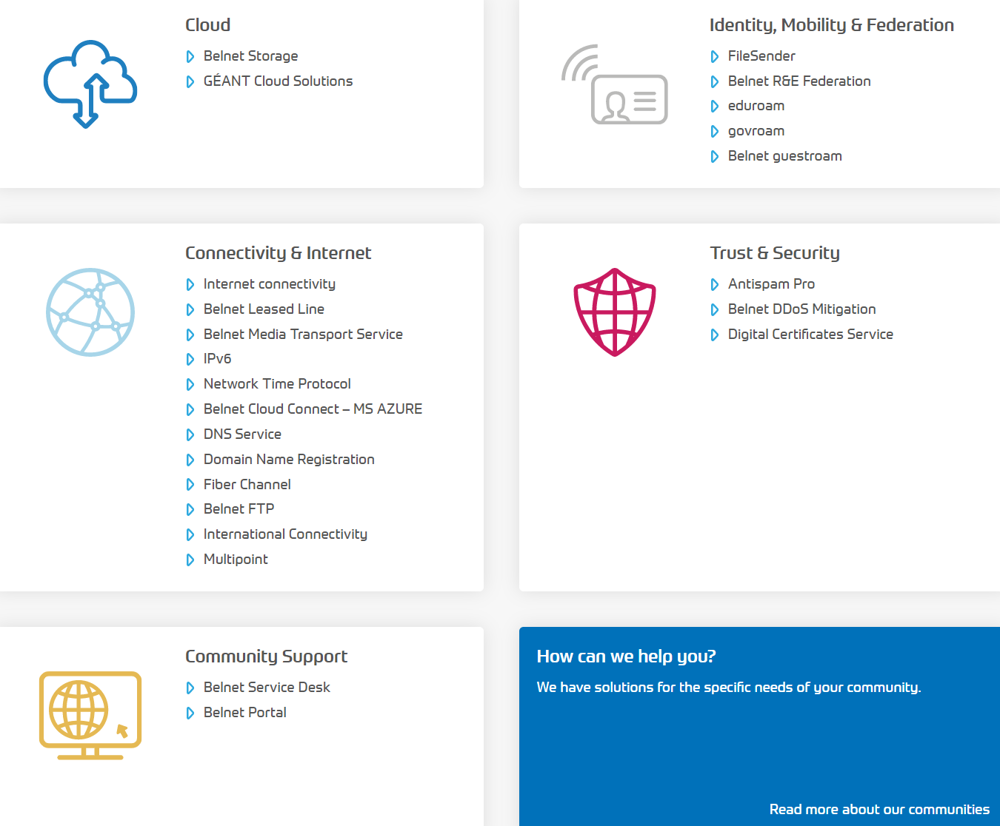 Cloud
Belnet Storage
GÉANT Cloud Solutions
Identity, Mobility & Federation
FileSender
Belnet R&E Federation
eduroam
govroam
Belnet guestroam
Connectivity & Internet
Internet connectivity
Belnet Leased Line
Belnet Media Transport Service
IPv6
Network Time Protocol
Belnet Cloud Connect – MS AZURE
DNS Service
Domain Name Registration
Fiber Channel
Belnet FTP
International Connectivity
Multipoint
Trust & Security
Antispam Pro
Belnet DDoS Mitigation
Digital Certificates Service
Community Support
Belnet Service Desk
Belnet Portal
How can we help you?
We have solutions for the specific needs of your community.
Read more about our communities